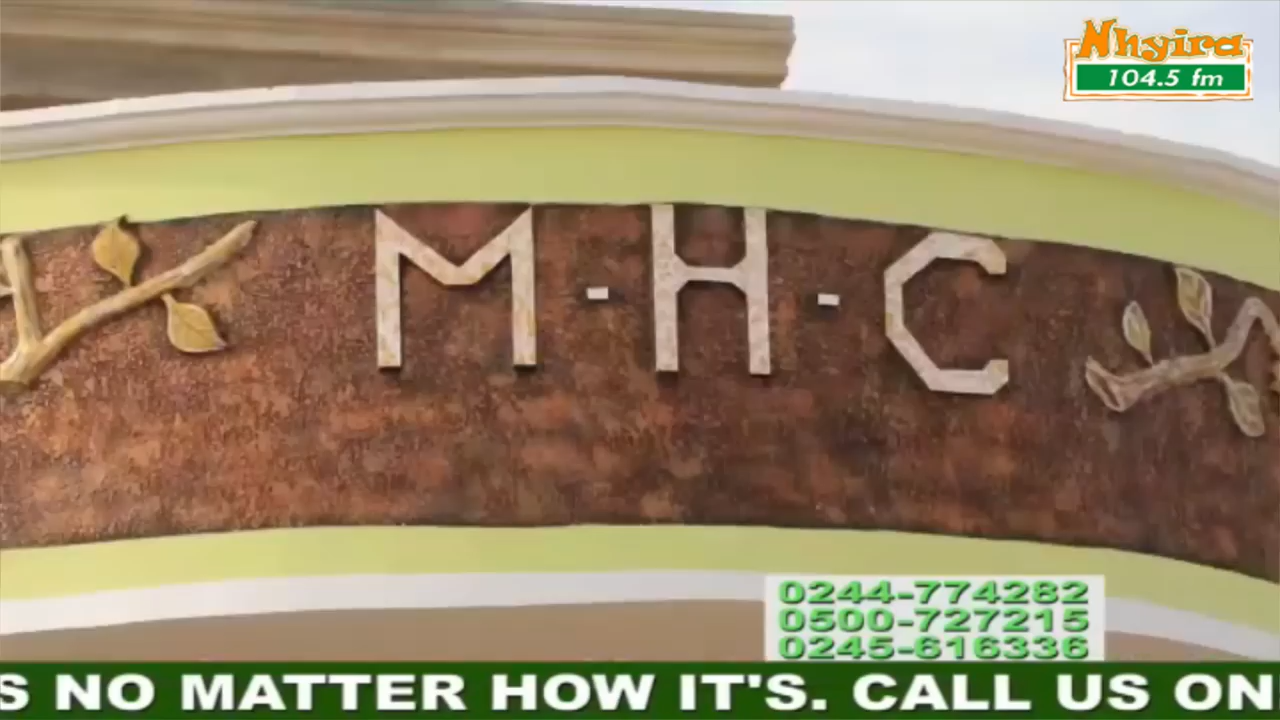 Nhyira
104.5 fm
M-H-C
0244-774282
0500-727215
0245-616336
S NO MATTER HOW IT'S. CALL US ON